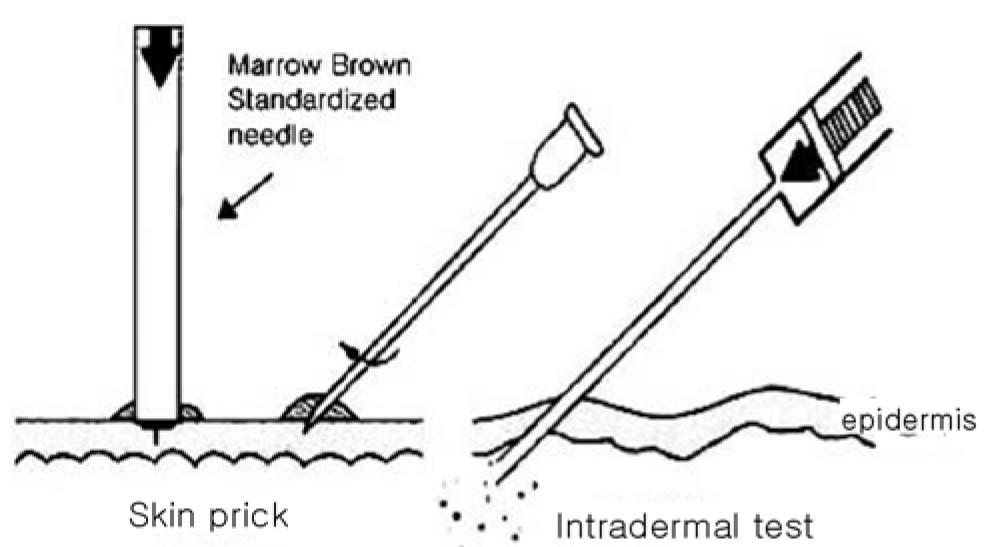 Marrow Brown
Standardized
needle
epidermis
Skin prick
Intradermal test